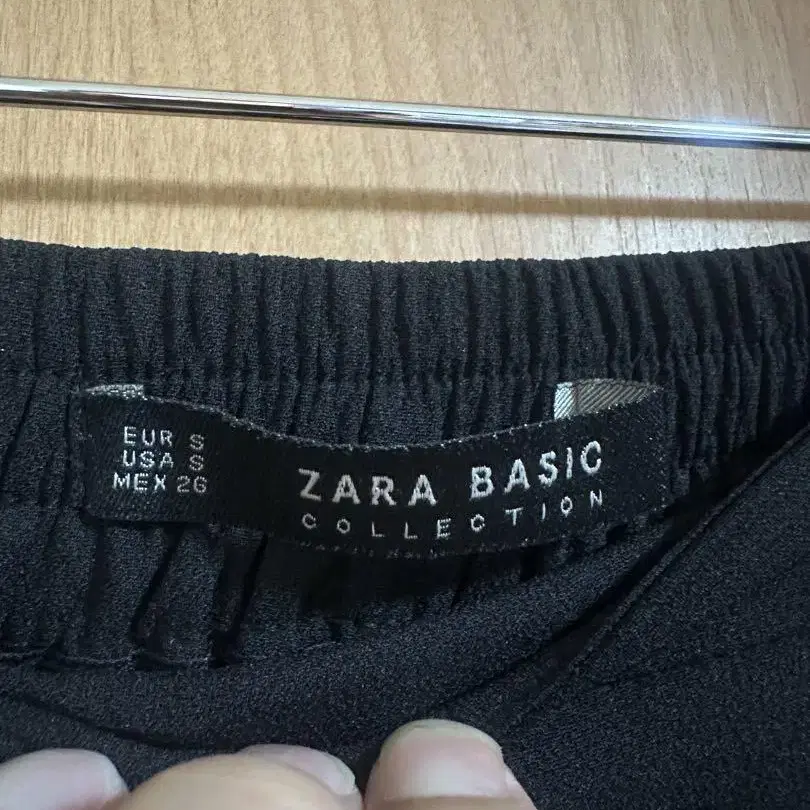 EUR S
USA S
MEX 26
ZARA BASIC
COLLECTION